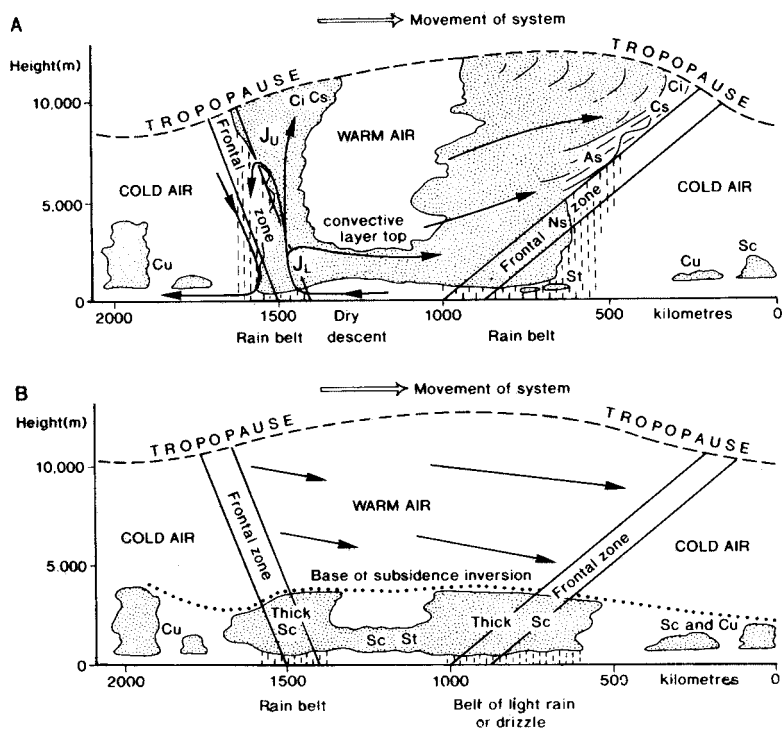 A
Movement of system
Height(m)
TROPOPAUSE
TROPOPAUSE
10,000
Frontal zone
J_U
Ci Cs
WARM AIR
Ci
Cs
As
COLD AIR
COLD AIR
5.000
convective
layer top
Ns
Frontal zone
Cu
J_L
St
Cu
Sc
0
2000
1500
1000
500
kilometres
0
Rain belt
Dry
descent
Rain belt
B
Movement of system
Height(m)
TROPOPAUSE
TROPOPAUSE
10,000
Frontal zone
WARM AIR
Frontal zone
COLD AIR
COLD AIR
5.000
Base of subsidence inversion
Thick
Sc
Thick Sc
Cu
Sc St
Sc and Cu
0
2000
1500
1000
500
kilometres
0
Rain belt
Belt of light rain
or drizzle